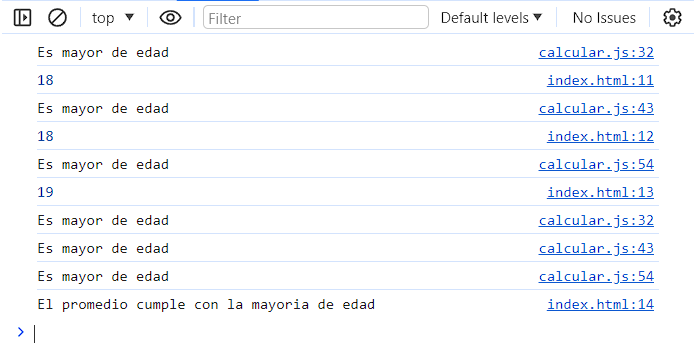 top ▼ Filter Default levels ▼ No Issues
Es mayor de edad calcular.js:32
18 index.html:11
Es mayor de edad calcular.js:43
18 index.html:12
Es mayor de edad calcular.js:54
19 index.html:13
Es mayor de edad calcular.js:32
Es mayor de edad calcular.js:43
Es mayor de edad calcular.js:54
El promedio cumple con la mayoria de edad index.html:14
>